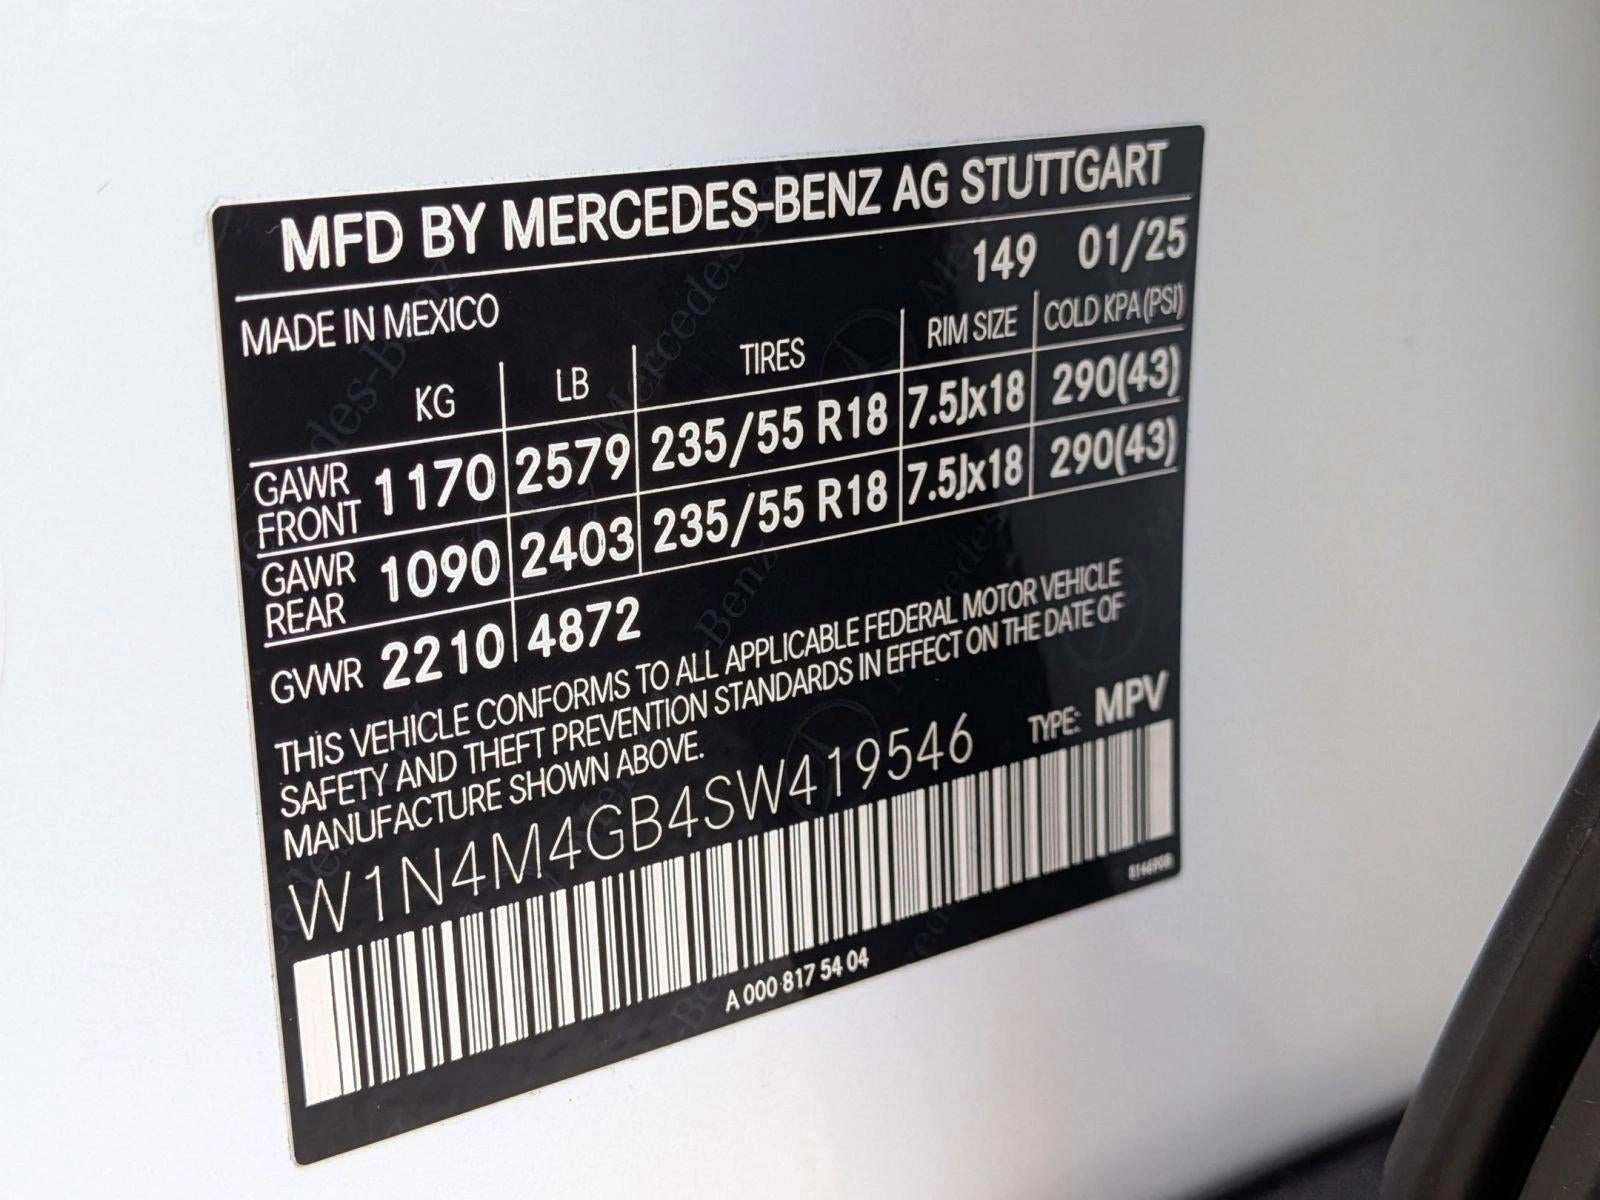 MFD BY MERCEDES-BENZ AG STUTTGART
149 01/25
MADE IN MEXICO
KG LB TIRES RIM SIZE COLD KPA(PSI)
GAWR FRONT 1170 2579 235/55 R18 7.5Jx18 290(43)
GAWR REAR 1090 2403 235/55 R18 7.5Jx18 290(43)
GVWR 2210 4872
THIS VEHICLE CONFORMS TO ALL APPLICABLE FEDERAL MOTOR VEHICLE
SAFETY AND THEFT PREVENTION STANDARDS IN EFFECT ON THE DATE OF
MANUFACTURE SHOWN ABOVE.
W1N4M4GB4SW419546 TYPE: MPV
A 000 817 54 04